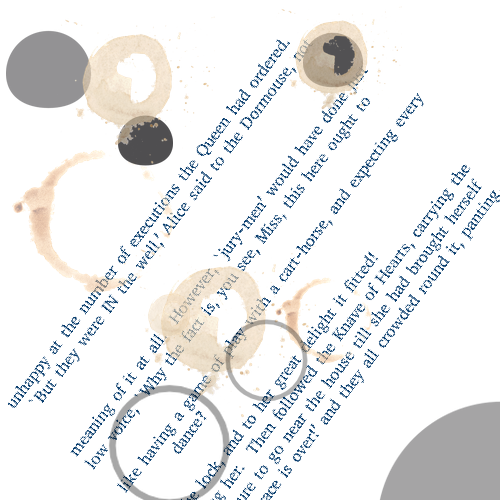 unhappy at the number of executions the Queen had ordered.
`But they were IN the well,' Alice said to the Dormouse, not
meaning of it at all. However, `jury-men' would have done just
low voice, `Why the fact is, you see, Miss, this here ought to
like having a game of play with a cart-horse, and expecting every
dance?
lock, and to her great delight it fitted!
her. Then followed the Knave of Hearts, carrying the
to go near the house till she had brought herself
is over!' and they all crowded round it, panting